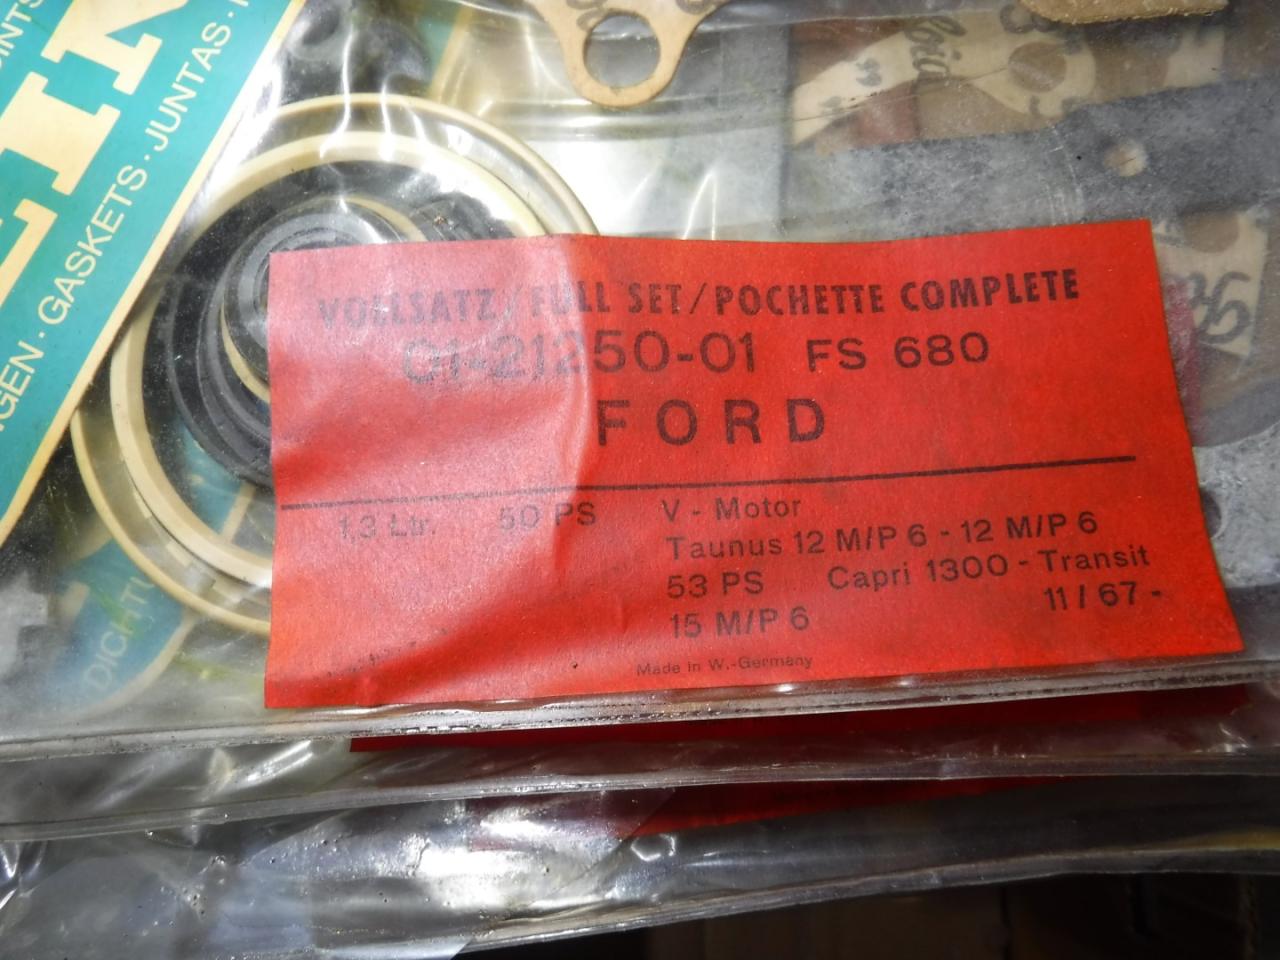 GASKETS · JUNTAS ·
VOLLSATZ/FULL SET/POCHETTE COMPLETE
01-21250-01 FS 680
FORD
1,3 Ltr. 50 PS V - Motor
Taunus 12 M/P 6 - 12 M/P 6
53 PS Capri 1300 - Transit
15 M/P 6 11/67 -
Made in W.-Germany